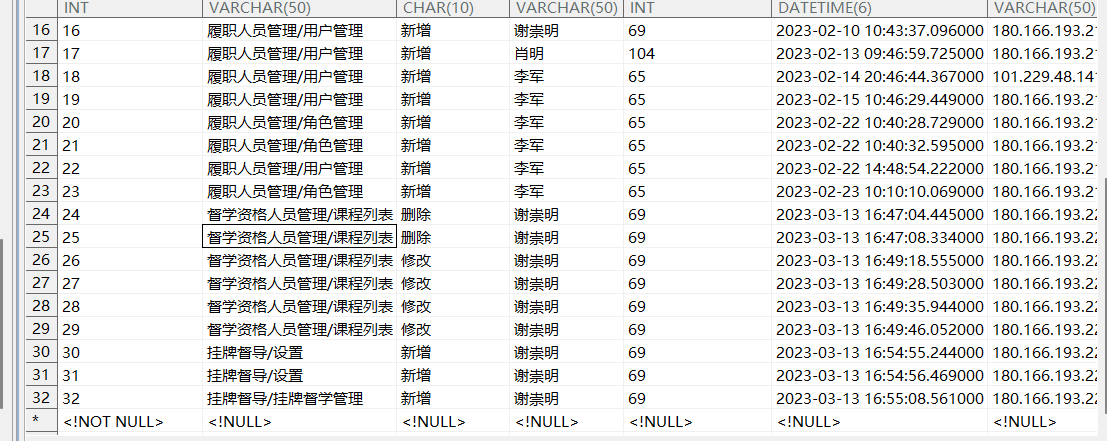 INT VARCHAR(50) CHAR(10) VARCHAR(50) INT DATETIME(6) VARCHAR(50)
16 16 履职人员管理/用户管理 新增 谢崇明 69 2023-02-10 10:43:37.096000 180.166.193.21
17 17 履职人员管理/用户管理 新增 肖明 104 2023-02-13 09:46:59.725000 180.166.193.21
18 18 履职人员管理/用户管理 新增 李军 65 2023-02-14 20:46:44.367000 101.229.48.141
19 19 履职人员管理/用户管理 新增 李军 65 2023-02-15 10:46:29.449000 180.166.193.21
20 20 履职人员管理/角色管理 新增 李军 65 2023-02-22 10:40:28.729000 180.166.193.21
21 21 履职人员管理/角色管理 新增 李军 65 2023-02-22 10:40:32.595000 180.166.193.21
22 22 履职人员管理/用户管理 新增 李军 65 2023-02-22 14:48:54.222000 180.166.193.21
23 23 履职人员管理/角色管理 新增 李军 65 2023-02-23 10:10:10.069000 180.166.193.21
24 24 督学资格人员管理/课程列表 删除 谢崇明 69 2023-03-13 16:47:04.445000 180.166.193.22
25 25 督学资格人员管理/课程列表 删除 谢崇明 69 2023-03-13 16:47:08.334000 180.166.193.22
26 26 督学资格人员管理/课程列表 修改 谢崇明 69 2023-03-13 16:49:18.555000 180.166.193.22
27 27 督学资格人员管理/课程列表 修改 谢崇明 69 2023-03-13 16:49:28.503000 180.166.193.22
28 28 督学资格人员管理/课程列表 修改 谢崇明 69 2023-03-13 16:49:35.944000 180.166.193.22
29 29 督学资格人员管理/课程列表 修改 谢崇明 69 2023-03-13 16:49:46.052000 180.166.193.22
30 30 挂牌督导/设置 新增 谢崇明 69 2023-03-13 16:54:55.244000 180.166.193.22
31 31 挂牌督导/设置 新增 谢崇明 69 2023-03-13 16:54:56.469000 180.166.193.22
32 32 挂牌督导/挂牌督学管理 新增 谢崇明 69 2023-03-13 16:55:08.561000 180.166.193.22
* <!NOT NULL> <!NULL> <!NULL> <!NULL> <!NULL> <!NULL> <!NULL>